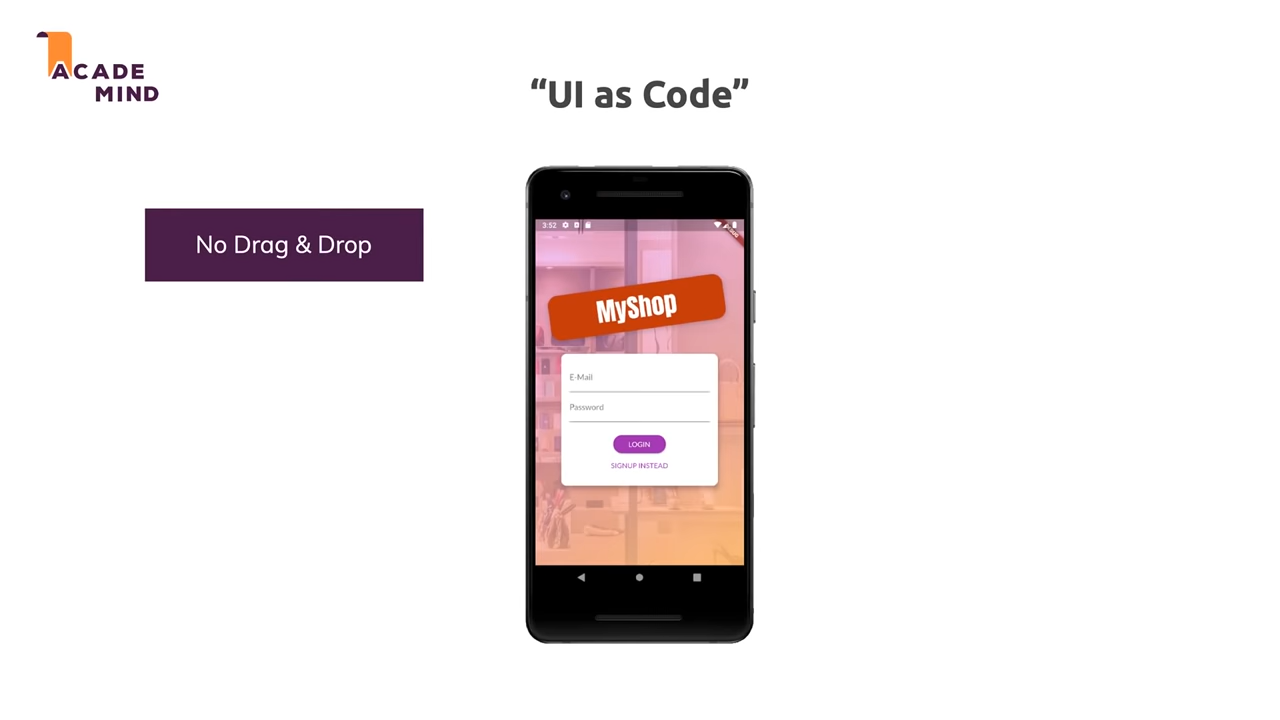 ACADE
MIND
“UI as Code”
No Drag & Drop
3:52
MyShop
E-Mail
Password
LOGIN
SIGNUP INSTEAD